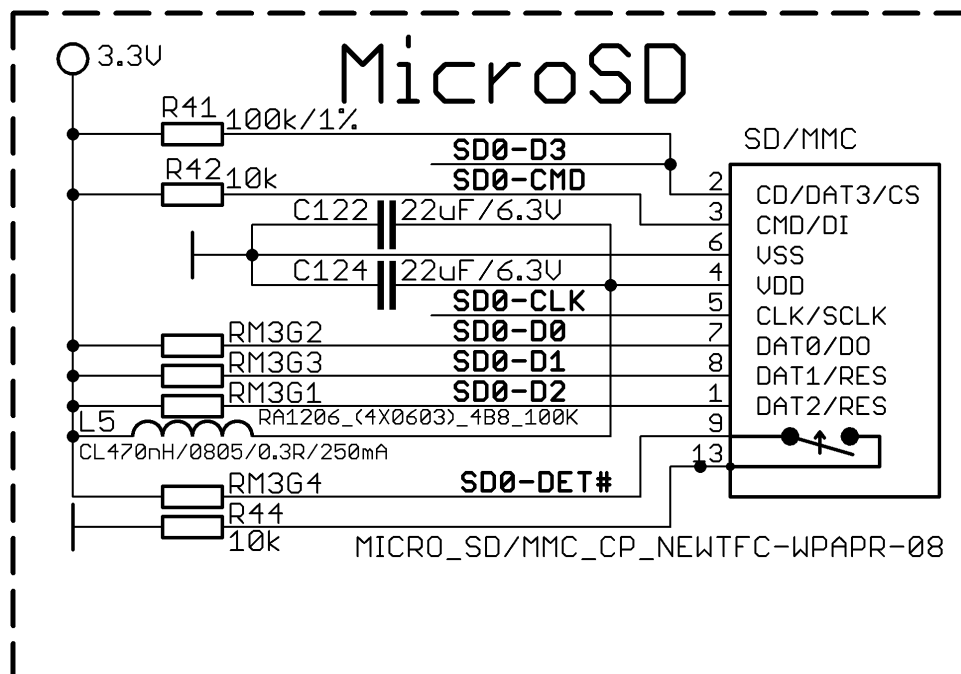 MicroSD
3.3V
R41
100k/1%
SD0-D3
R42
10k
SD0-CMD
C122
22uF/6.3V
C124
22uF/6.3V
SD0-CLK
RM3G2
SD0-D0
RM3G3
SD0-D1
RM3G1
SD0-D2
RA1206_(4X0603)_4B8_100K
L5
CL470nH/0805/0.3R/250mA
RM3G4
SD0-DET#
R44
10k
SD/MMC
2 CD/DAT3/CS
3 CMD/DI
6 VSS
4 VDD
5 CLK/SCLK
7 DAT0/DO
8 DAT1/RES
1 DAT2/RES
9
13
MICRO_SD/MMC_CP_NEWTFC-WPAPR-08